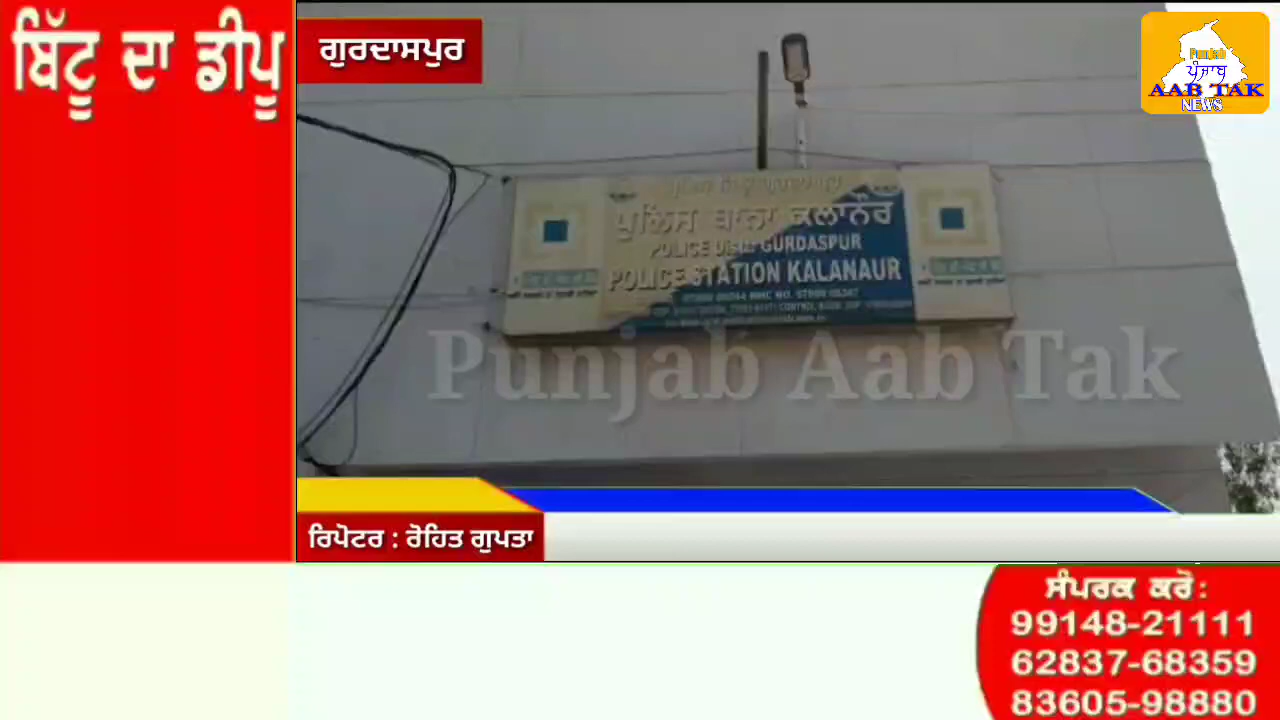 ਬਿੱਟੂ ਦਾ ਡੀਪੂ
ਗੁਰਦਾਸਪੁਰ
Punjab
ਪੰਜਾਬ
AAB TAK
NEWS
ਪੁਲਿਸ ਥਾਨਾ ਕਲਾਨੌਰ
POLICE Distt GURDASPUR
POLICE STATION KALANAUR
Punjab Aab Tak
ਰਿਪੋਟਰ : ਰੋਹਿਤ ਗੁਪਤਾ
ਸੰਪਰਕ ਕਰੋ :
99148-21111
62837-68359
83605-98880